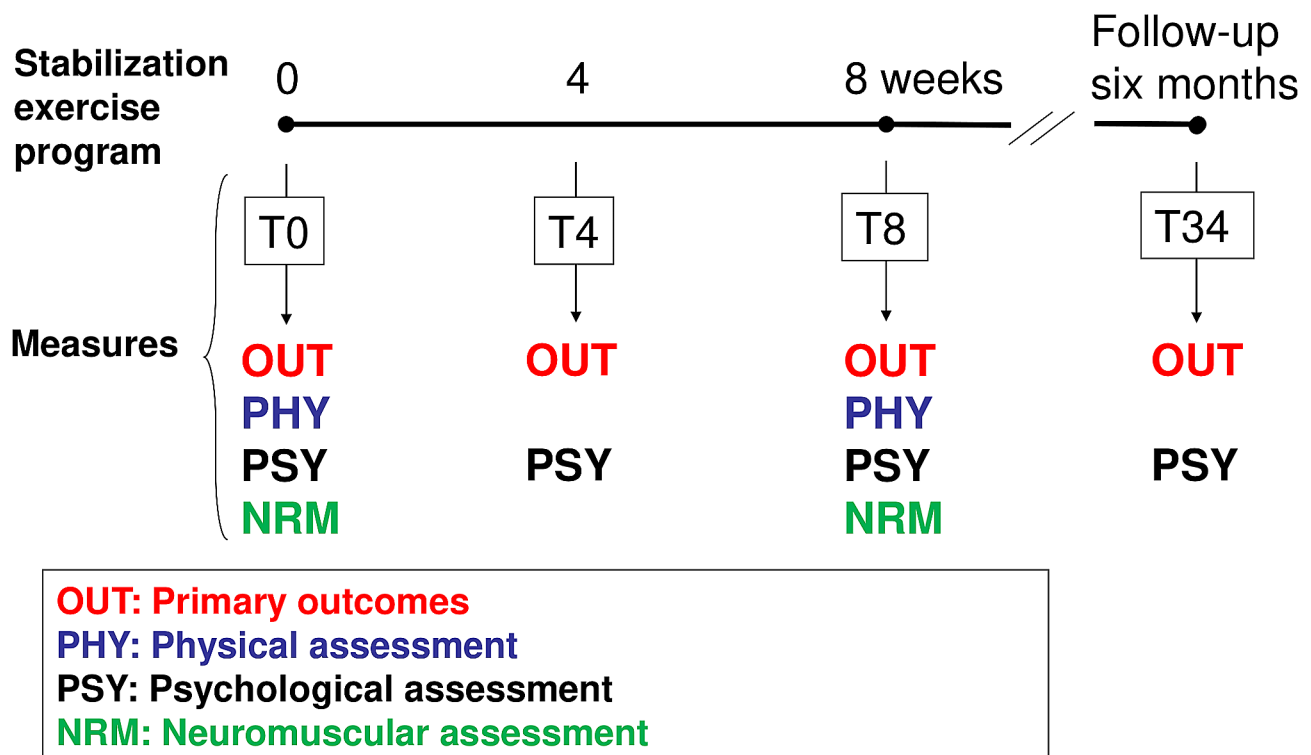 Stabilization
exercise
program
0
4
8 weeks
Follow-up
six months
T0
T4
T8
T34
Measures
OUT
OUT
OUT
OUT
PHY
PHY
PSY
PSY
PSY
PSY
NRM
NRM
OUT: Primary outcomes
PHY: Physical assessment
PSY: Psychological assessment
NRM: Neuromuscular assessment